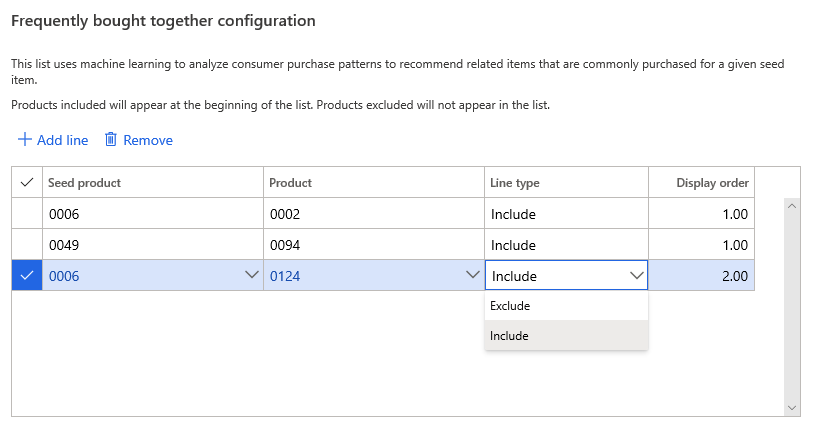 Frequently bought together configuration
This list uses machine learning to analyze consumer purchase patterns to recommend related items that are commonly purchased for a given seed
item.
Products included will appear at the beginning of the list. Products excluded will not appear in the list.
Add line Remove
Seed product Product Line type Display order
0006 0002 Include 1.00
0049 0094 Include 1.00
0006 0124 Include 2.00
Exclude
Include